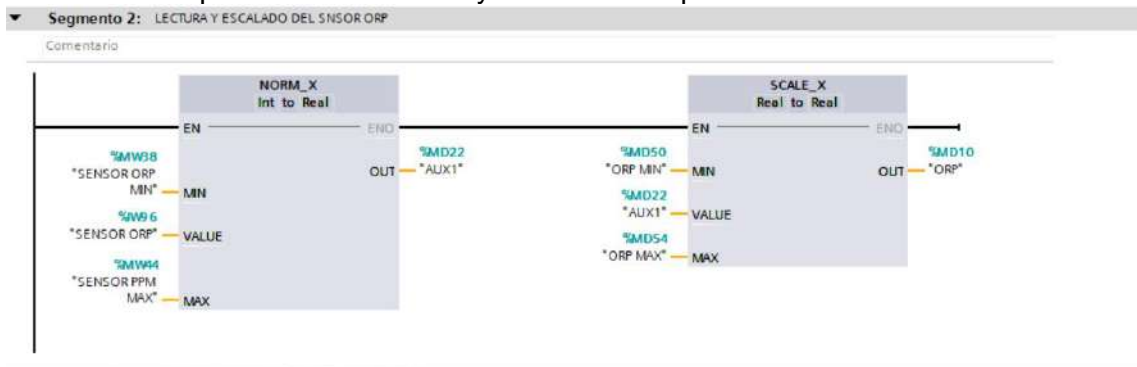 Segmento 2: LECTURA Y ESCALADO DEL SNSOR ORP
Comentario
NORM_X
Int to Real
EN
ENO
%MW38
"SENSOR ORP
MIN"
MIN
%IW96
"SENSOR ORP"
VALUE
%MW44
"SENSOR PPM
MAX"
MAX
OUT
%MD22
"AUX1"
SCALE_X
Real to Real
EN
ENO
%MD50
"ORP MIN"
MIN
%MD22
"AUX1"
VALUE
%MD54
"ORP MAX"
MAX
OUT
%MD10
"ORP"